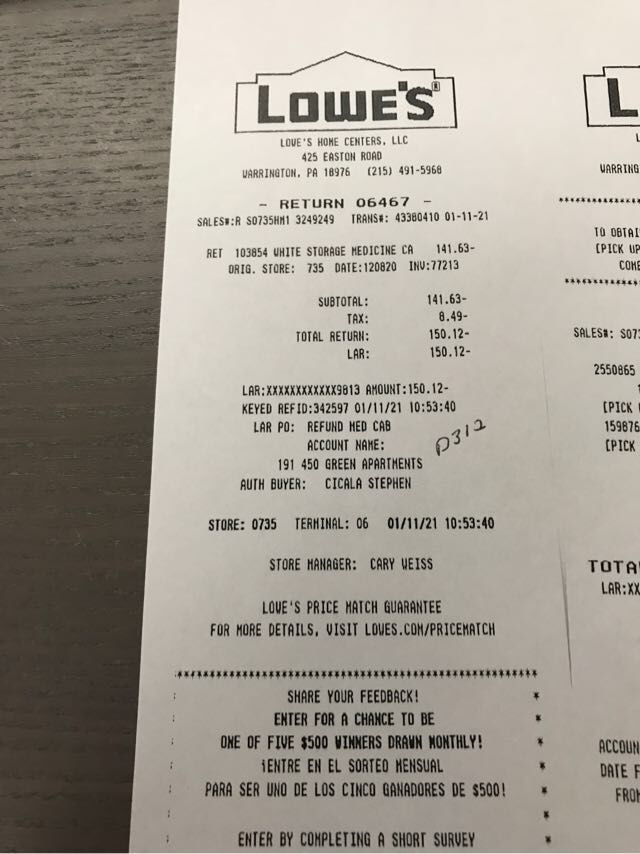 LOWE'S®
LOWE'S HOME CENTERS, LLC
425 EASTON ROAD
WARRINGTON, PA 18976 (215) 491-5968
- RETURN 06467 -
SALES#:R S0735HM1 3249249 TRANS#: 43380410 01-11-21
RET 103854 WHITE STORAGE MEDICINE CA 141.63-
ORIG. STORE: 735 DATE:120820 INV:77213
SUBTOTAL: 141.63-
TAX: 8.49-
TOTAL RETURN: 150.12-
LAR: 150.12-
LAR:XXXXXXXXXXXX9813 AMOUNT:150.12-
KEYED REFID:342597 01/11/21 10:53:40
LAR PO: REFUND MED CAB
ACCOUNT NAME:
D312
191 450 GREEN APARTMENTS
AUTH BUYER: CICALA STEPHEN
STORE: 0735 TERMINAL: 06 01/11/21 10:53:40
STORE MANAGER: CARY WEISS
LOWE'S PRICE MATCH GUARANTEE
FOR MORE DETAILS, VISIT LOWES.COM/PRICEMATCH
****************************************************
SHARE YOUR FEEDBACK! *
ENTER FOR A CHANCE TO BE *
ONE OF FIVE $500 WINNERS DRAWN MONTHLY! *
¡ENTRE EN EL SORTEO MENSUAL *
PARA SER UNO DE LOS CINCO GANADORES DE $500! *
*
ENTER BY COMPLETING A SHORT SURVEY *
L
L
WARRING
*************
TO OBTAI
[PICK UP
COME
*************
SALES#: S073
2550865
[PICK
159876
[PICK
TOTA
LAR:XX
ACCOUN
DATE F
FROM